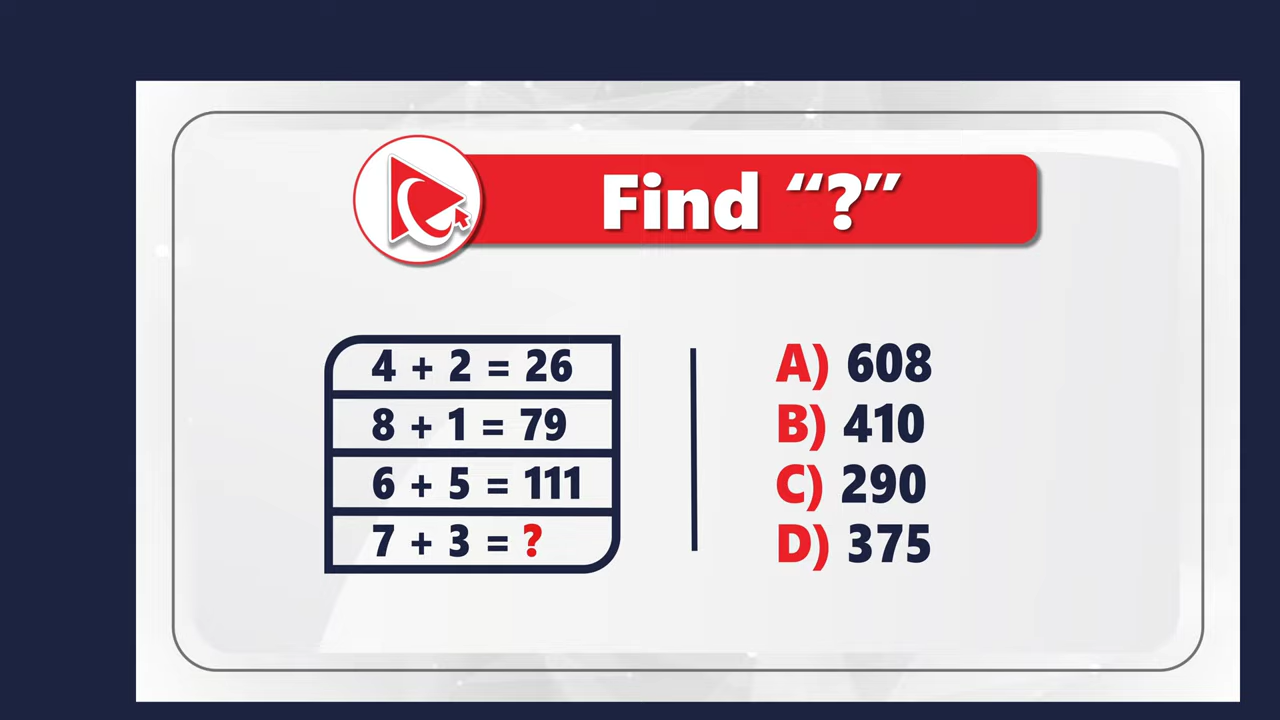 Find “?”
4 + 2 = 26
8 + 1 = 79
6 + 5 = 111
7 + 3 = ?
A) 608
B) 410
C) 290
D) 375